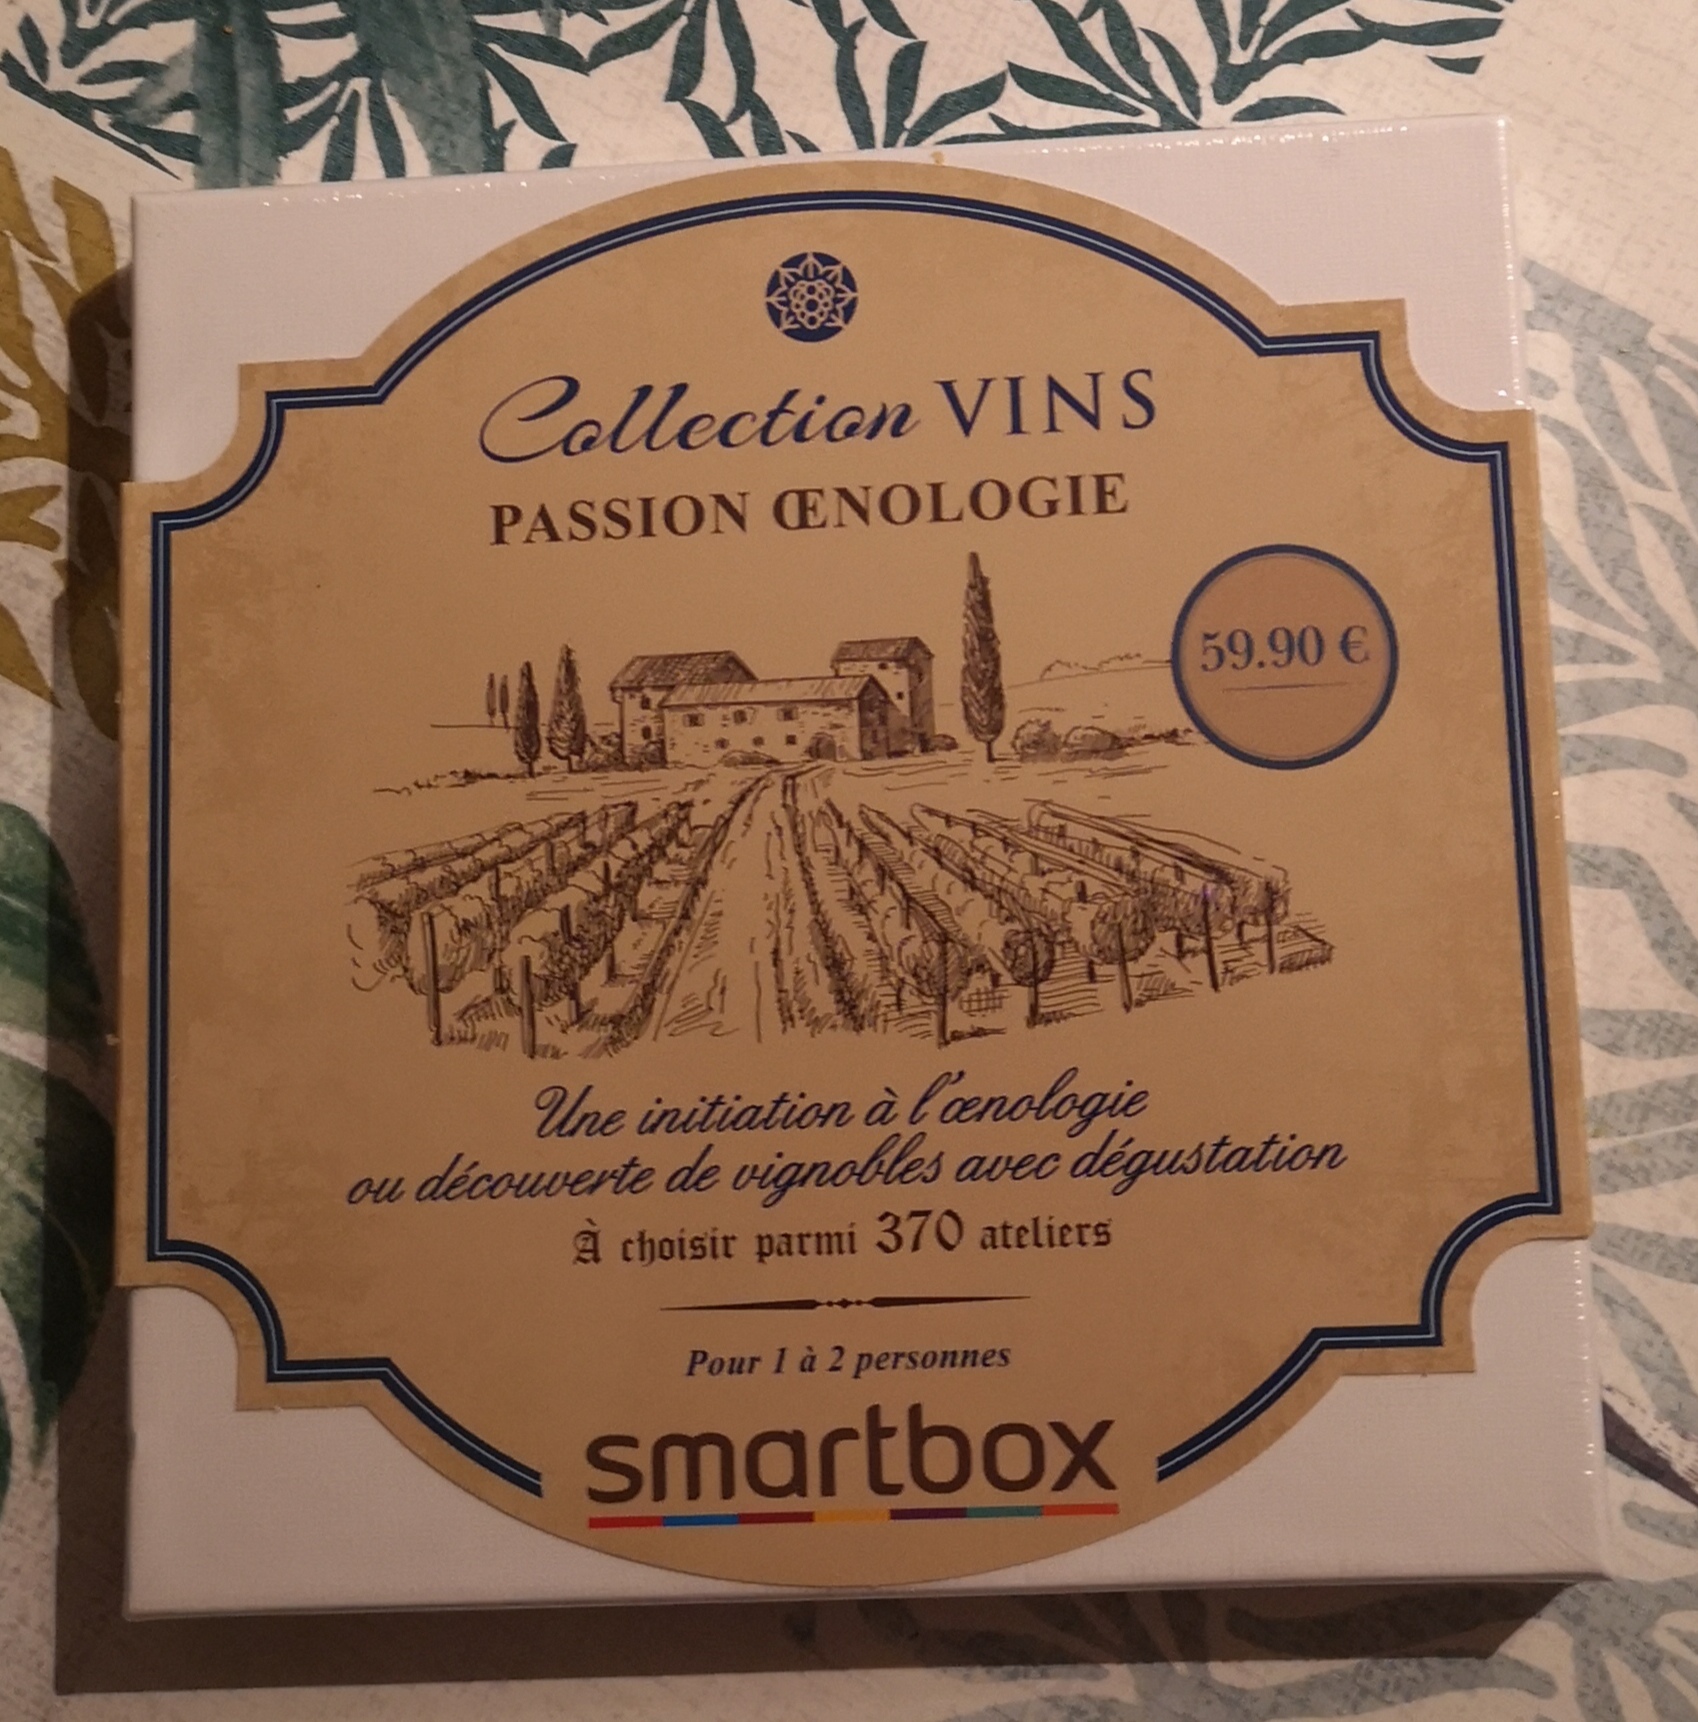 Collection VINS
PASSION ŒNOLOGIE
59.90 €
Une initiation à l'œnologie
ou découverte de vignobles avec dégustation
À choisir parmi 370 ateliers
Pour 1 à 2 personnes
smartbox